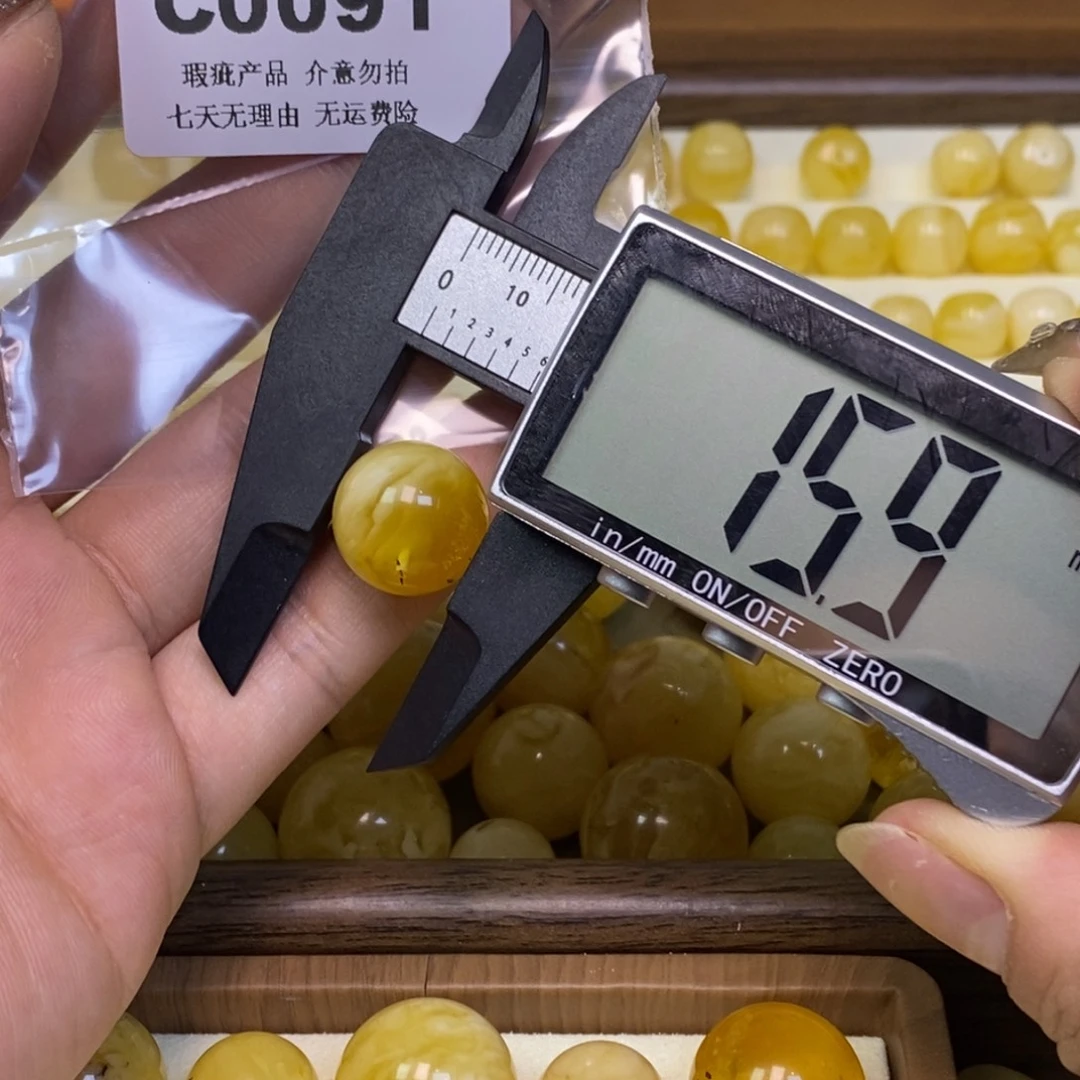 C0091
瑕疵产品 介意勿拍
七天无理由 无运费险
0 10
1 2 3 4 5 6
15.9
in/mm ON/OFF ZERO